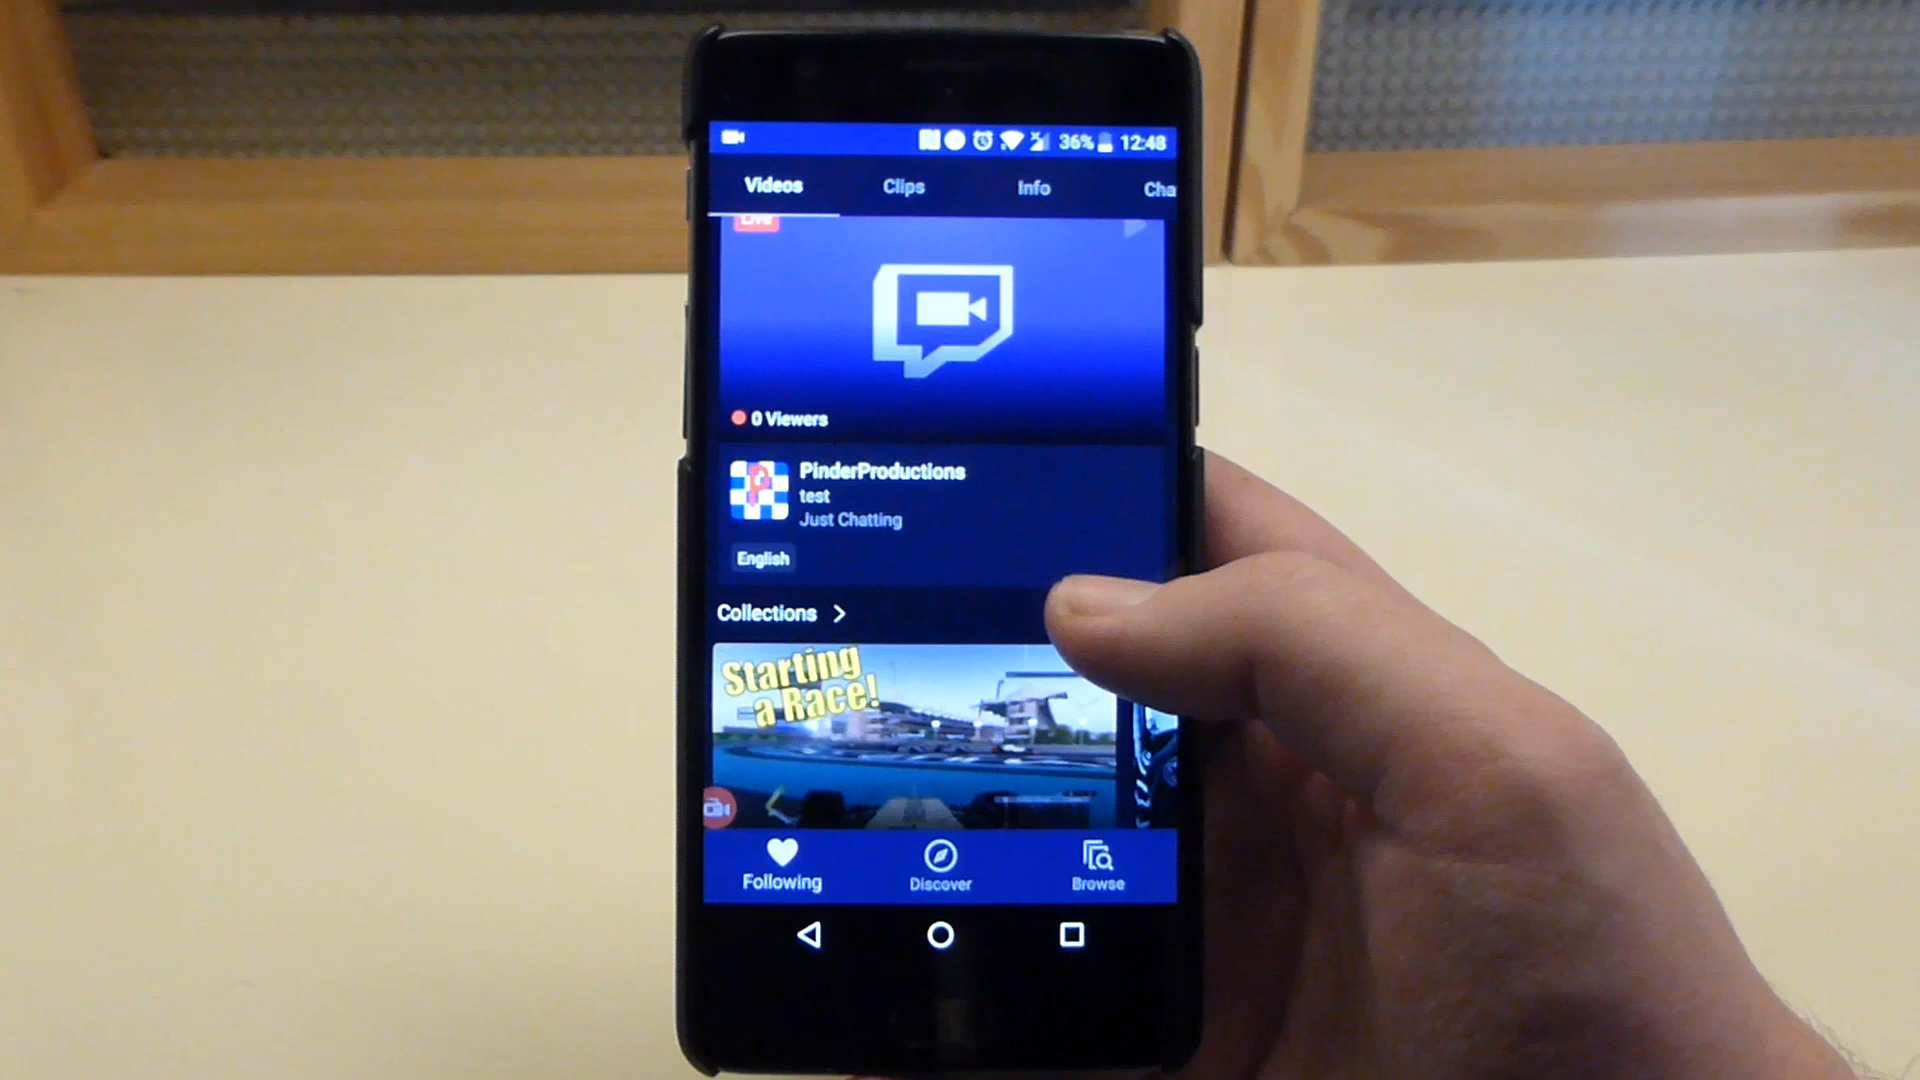 36% 12:48
Videos Clips Info Cha
Live
0 Viewers
PinderProductions
test
Just Chatting
English
Collections
Starting
a Race!
Following Discover Browse